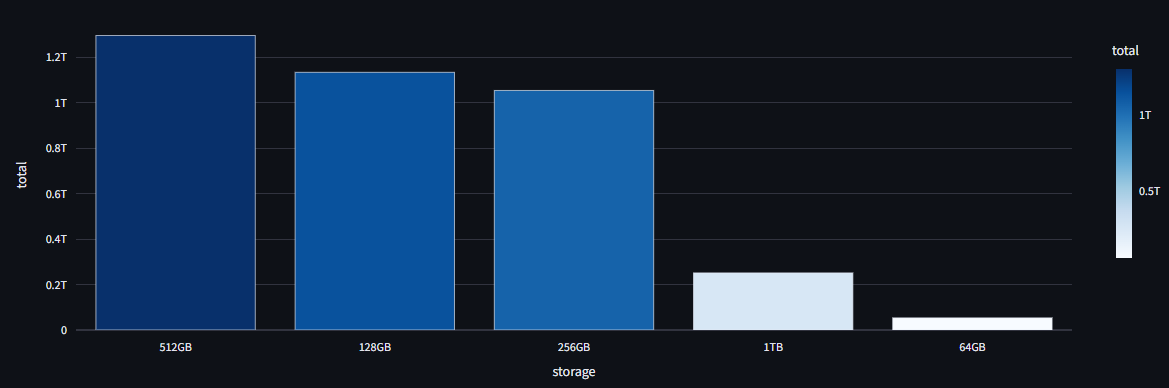 total
1.2T
1T
0.8T
0.6T
0.4T
0.2T
0
512GB
128GB
256GB
1TB
64GB
storage
total
1T
0.5T